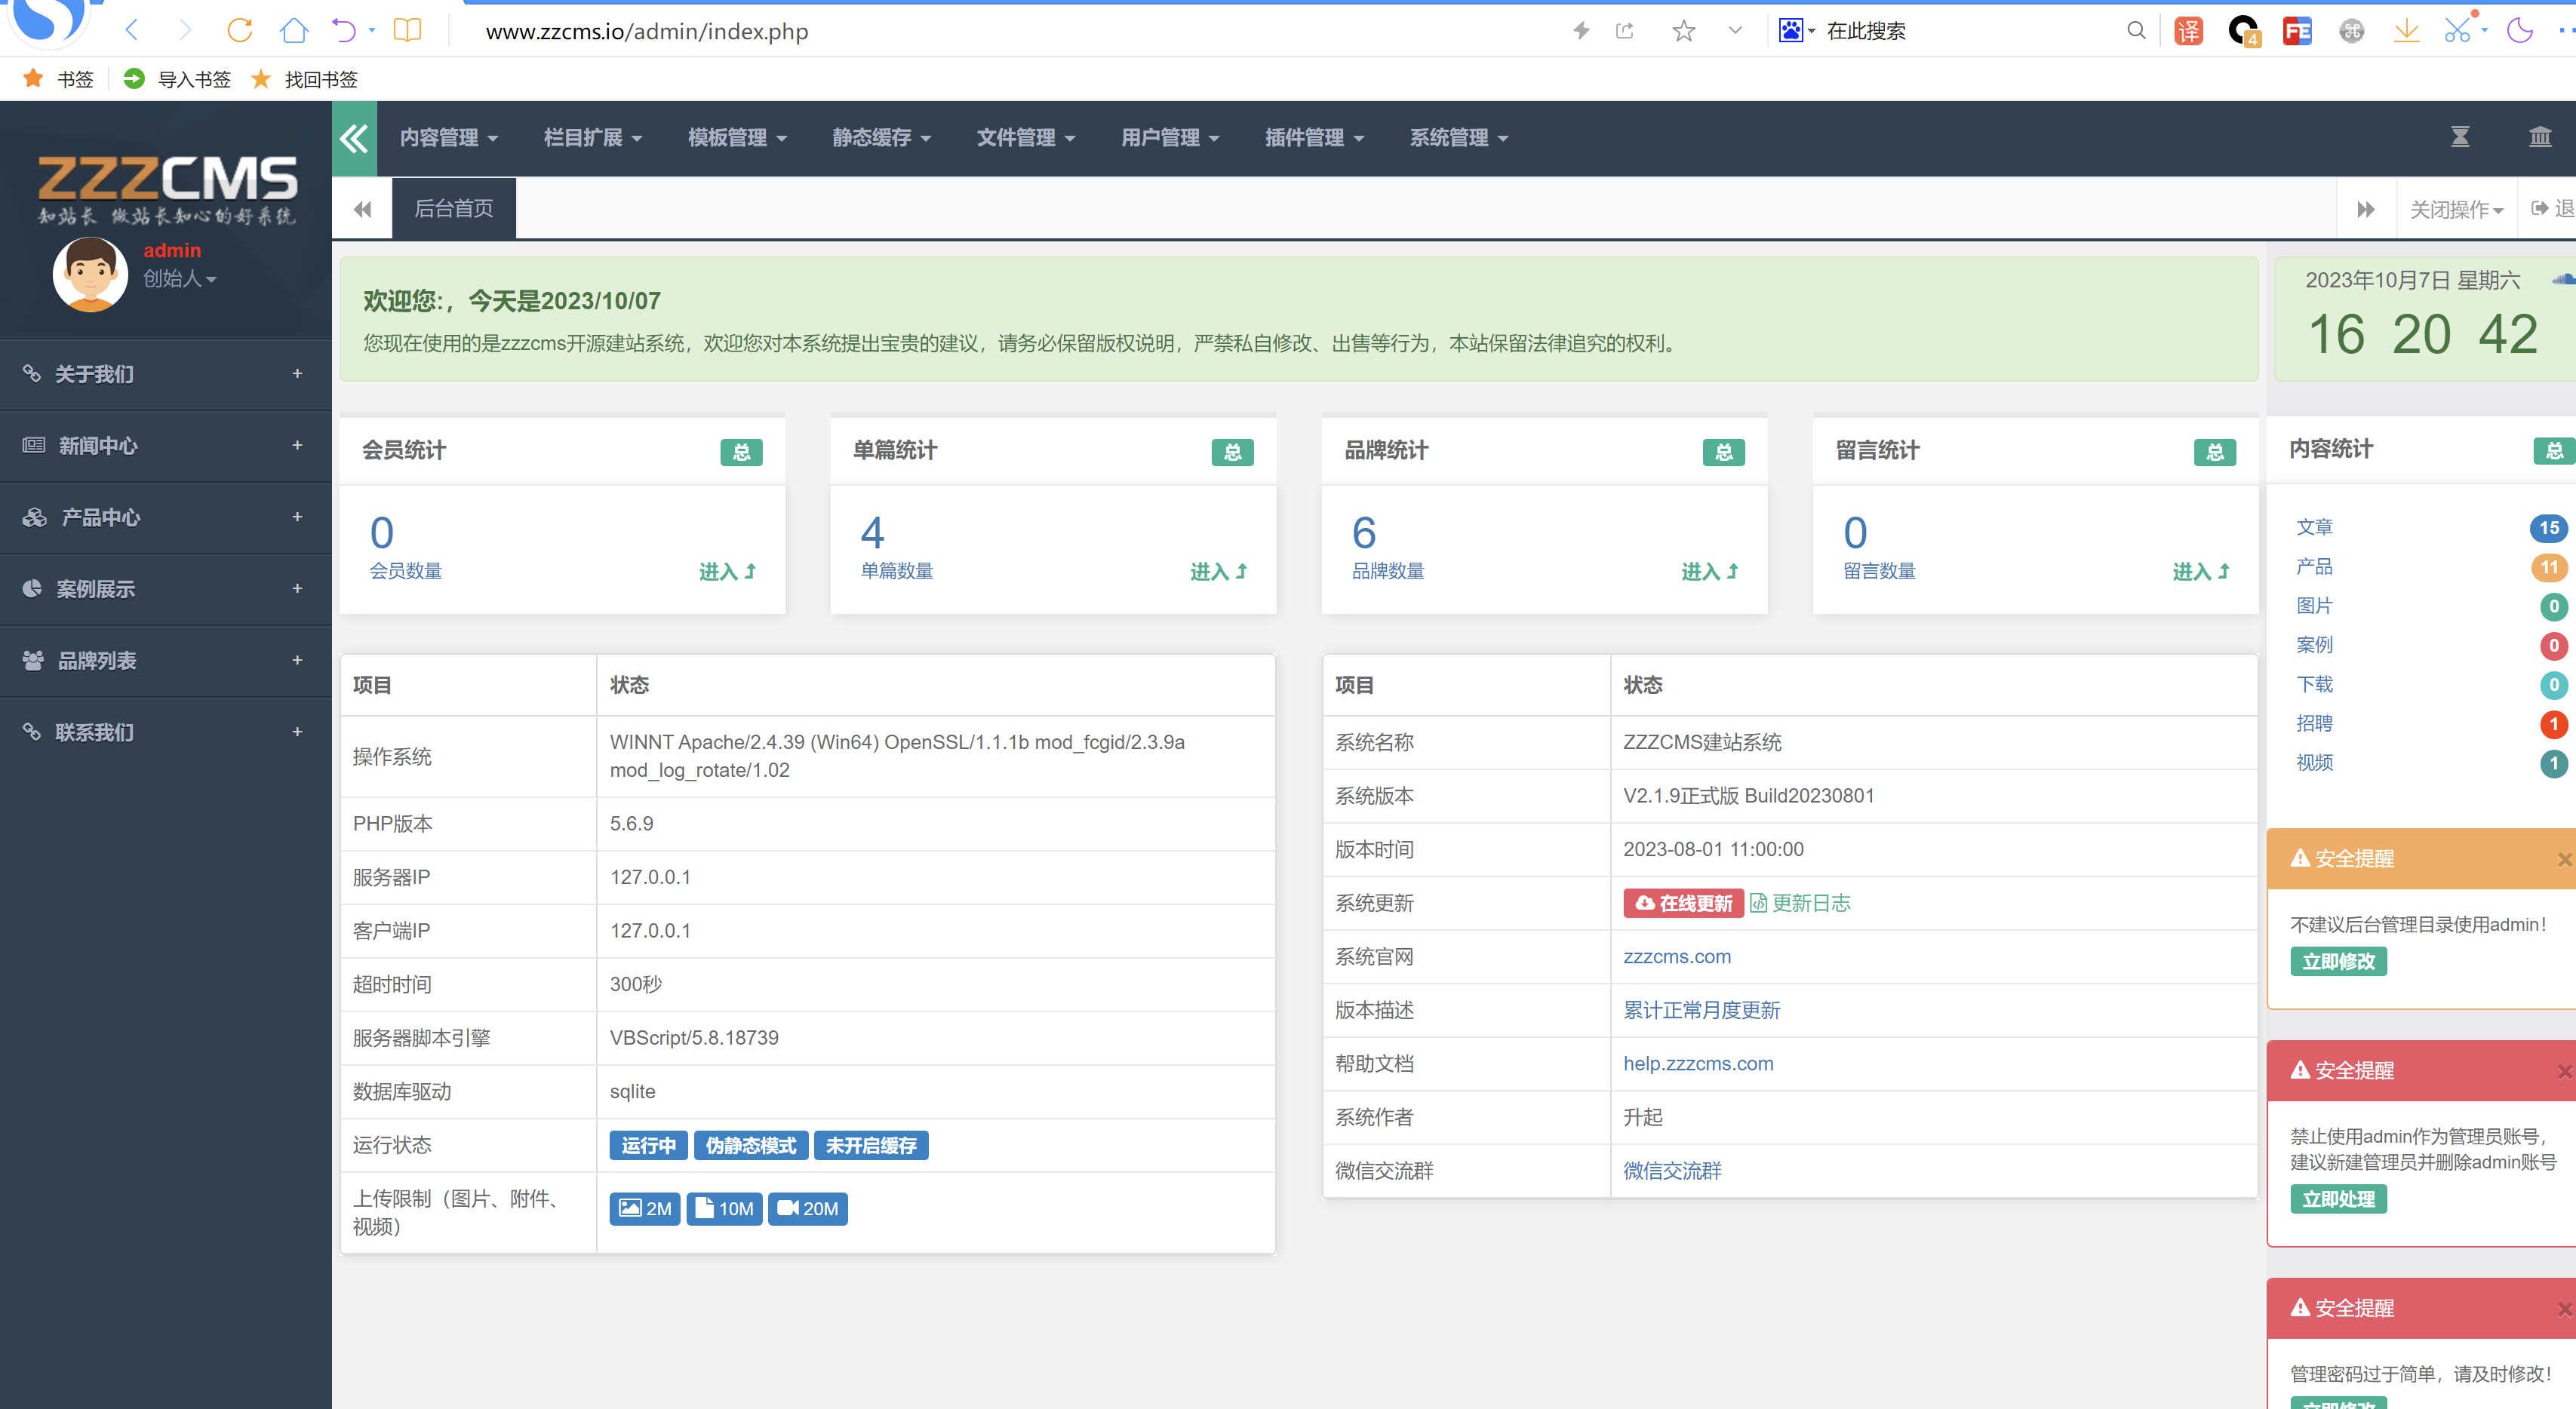 www.zzcms.io/admin/index.php
在此搜索
译
4
FE
书签
导入书签
找回书签
ZZZCMS
知站长 做站长知心的好系统
admin
创始人
关于我们 +
新闻中心 +
产品中心 +
案例展示 +
品牌列表 +
联系我们 +
内容管理
栏目扩展
模板管理
静态缓存
文件管理
用户管理
插件管理
系统管理
后台首页
关闭操作
退
欢迎您:，今天是2023/10/07
您现在使用的是zzzcms开源建站系统，欢迎您对本系统提出宝贵的建议，请务必保留版权说明，严禁私自修改、出售等行为，本站保留法律追究的权利。
2023年10月7日 星期六
16 20 42
会员统计 总
0
会员数量 进入
单篇统计 总
4
单篇数量 进入
品牌统计 总
6
品牌数量 进入
留言统计 总
0
留言数量 进入
项目 状态
操作系统 WINNT Apache/2.4.39 (Win64) OpenSSL/1.1.1b mod_fcgid/2.3.9a
mod_log_rotate/1.02
PHP版本 5.6.9
服务器IP 127.0.0.1
客户端IP 127.0.0.1
超时时间 300秒
服务器脚本引擎 VBScript/5.8.18739
数据库驱动 sqlite
运行状态 运行中 伪静态模式 未开启缓存
上传限制（图片、附件、
视频） 2M 10M 20M
项目 状态
系统名称 ZZZCMS建站系统
系统版本 V2.1.9正式版 Build20230801
版本时间 2023-08-01 11:00:00
系统更新 在线更新 更新日志
系统官网 zzzcms.com
版本描述 累计正常月度更新
帮助文档 help.zzzcms.com
系统作者 升起
微信交流群 微信交流群
内容统计 总
文章 15
产品 11
图片 0
案例 0
下载 0
招聘 1
视频 1
安全提醒
不建议后台管理目录使用admin！
立即修改
安全提醒
禁止使用admin作为管理员账号，
建议新建管理员并删除admin账号
立即处理
安全提醒
管理密码过于简单，请及时修改！
立即修改